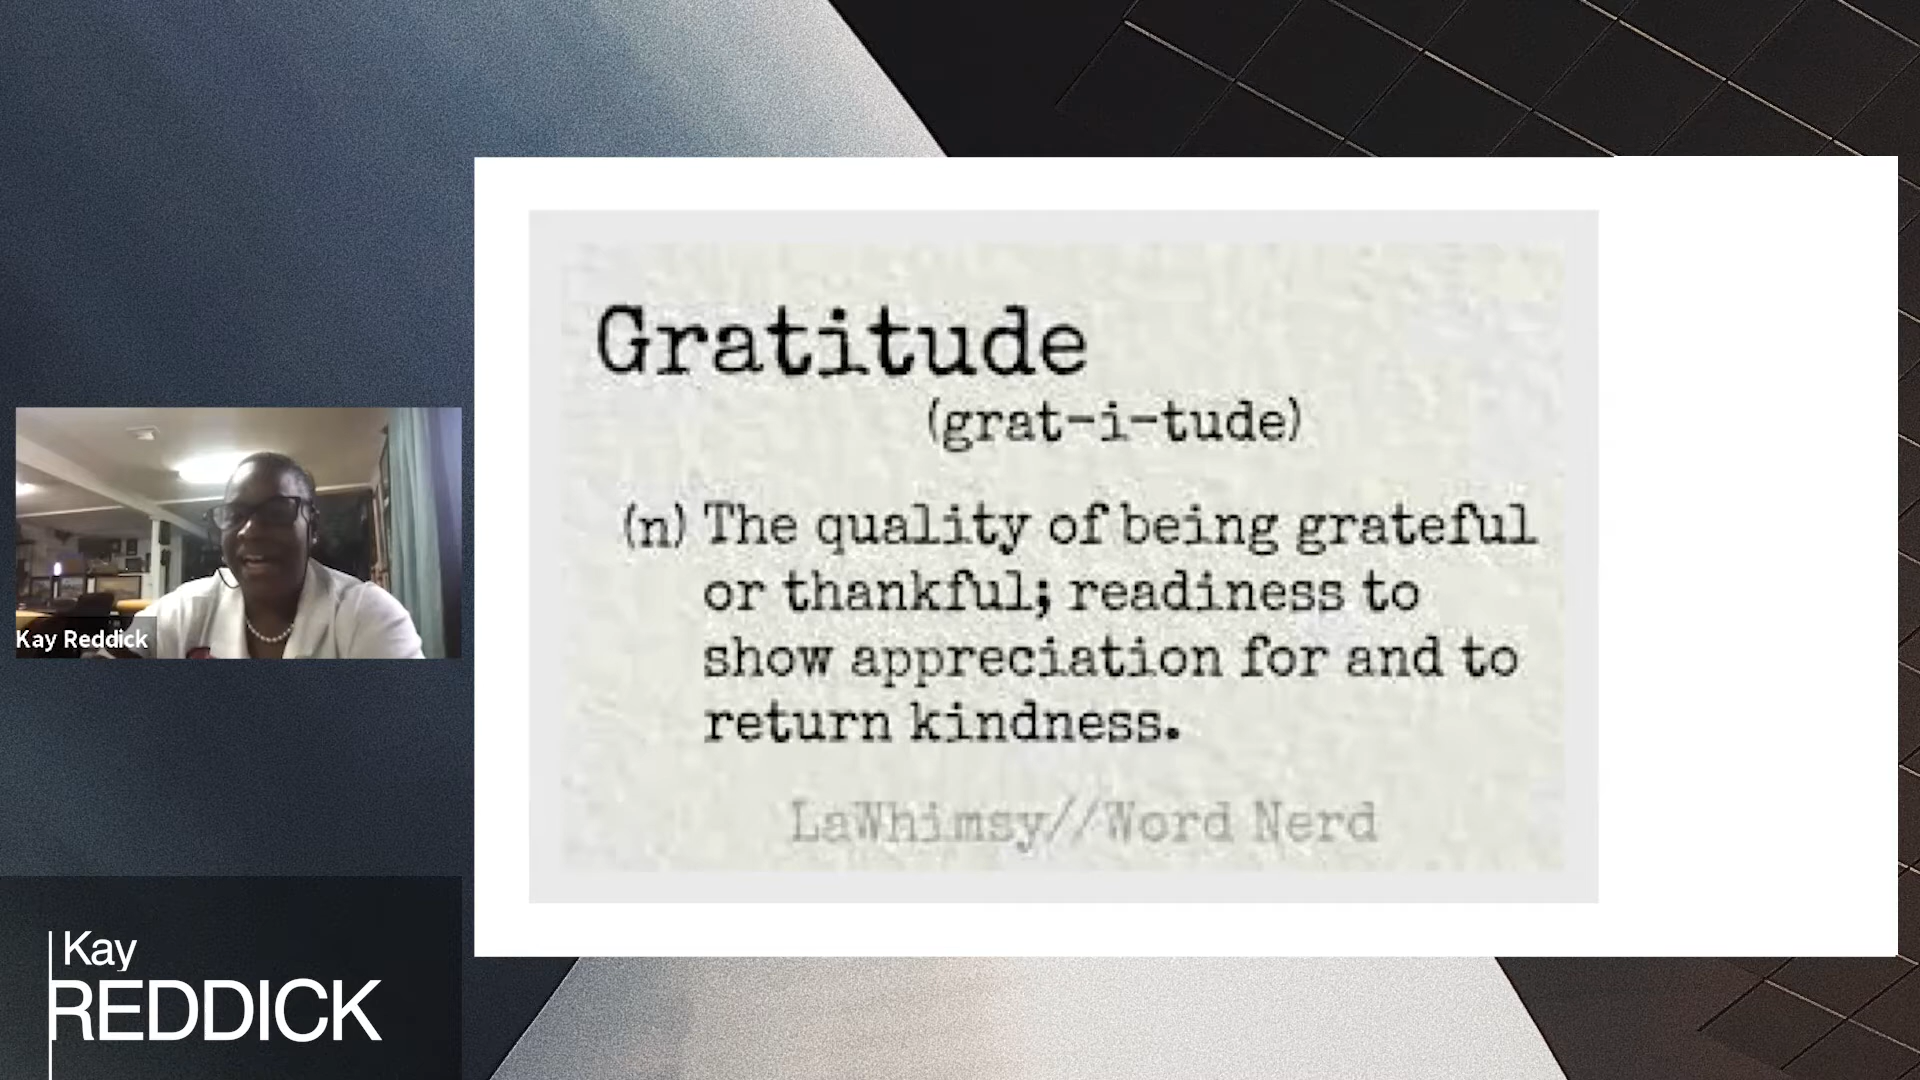 Gratitude
(grat-i-tude)
(n) The quality of being grateful
or thankful; readiness to
show appreciation for and to
return kindness.
LaWhimsy//Word Nerd
Kay Reddick
Kay
REDDICK